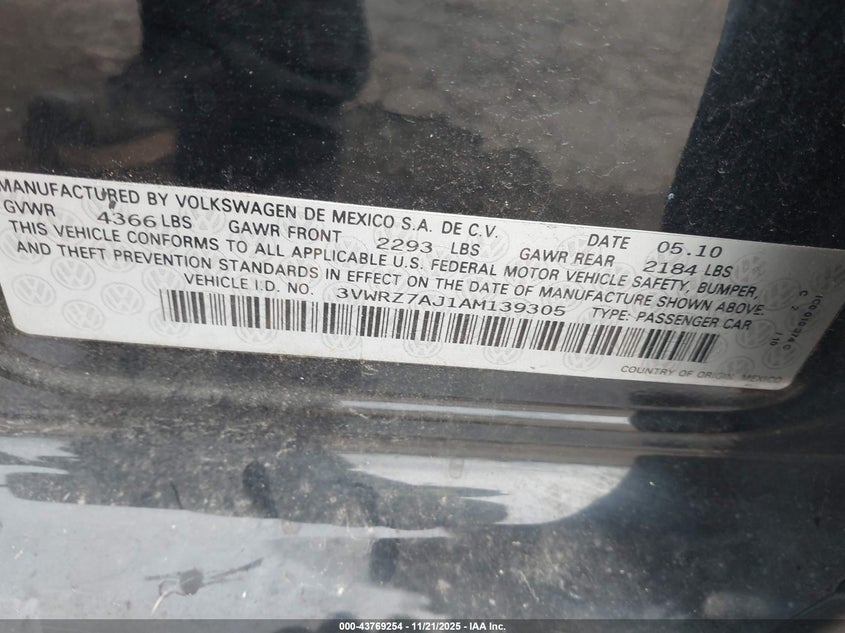 MANUFACTURED BY VOLKSWAGEN DE MEXICO S.A. DE C.V. DATE 05.10
GVWR 4366 LBS GAWR FRONT 2293 LBS GAWR REAR 2184 LBS
THIS VEHICLE CONFORMS TO ALL APPLICABLE U.S. FEDERAL MOTOR VEHICLE SAFETY, BUMPER,
AND THEFT PREVENTION STANDARDS IN EFFECT ON THE DATE OF MANUFACTURE SHOWN ABOVE.
VEHICLE I.D. NO. 3VWRZ7AJ1AM139305 TYPE: PASSENGER CAR
COUNTRY OF ORIGIN MEXICO
000-43769254 - 11/21/2025 - IAA Inc.